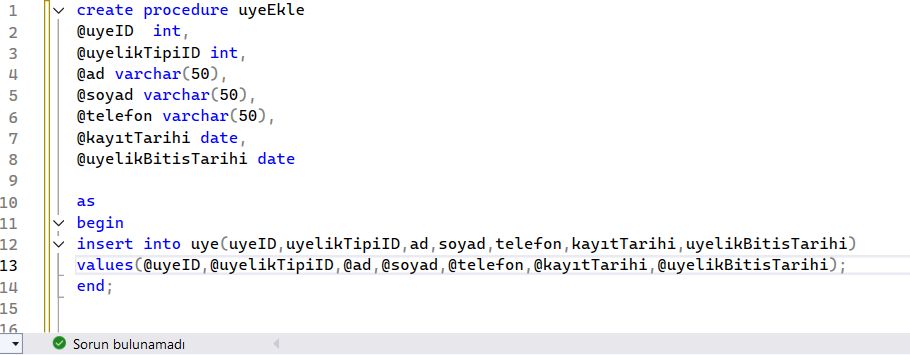 1 create procedure uyeEkle
2 @uyeID  int,
3 @uyelikTipiID int,
4 @ad varchar(50),
5 @soyad varchar(50),
6 @telefon varchar(50),
7 @kayıtTarihi date,
8 @uyelikBitisTarihi date
9
10 as
11 begin
12 insert into uye(uyeID,uyelikTipiID,ad,soyad,telefon,kayıtTarihi,uyelikBitisTarihi)
13 values(@uyeID,@uyelikTipiID,@ad,@soyad,@telefon,@kayıtTarihi,@uyelikBitisTarihi);
14 end;
15
16
Sorun bulunamadı